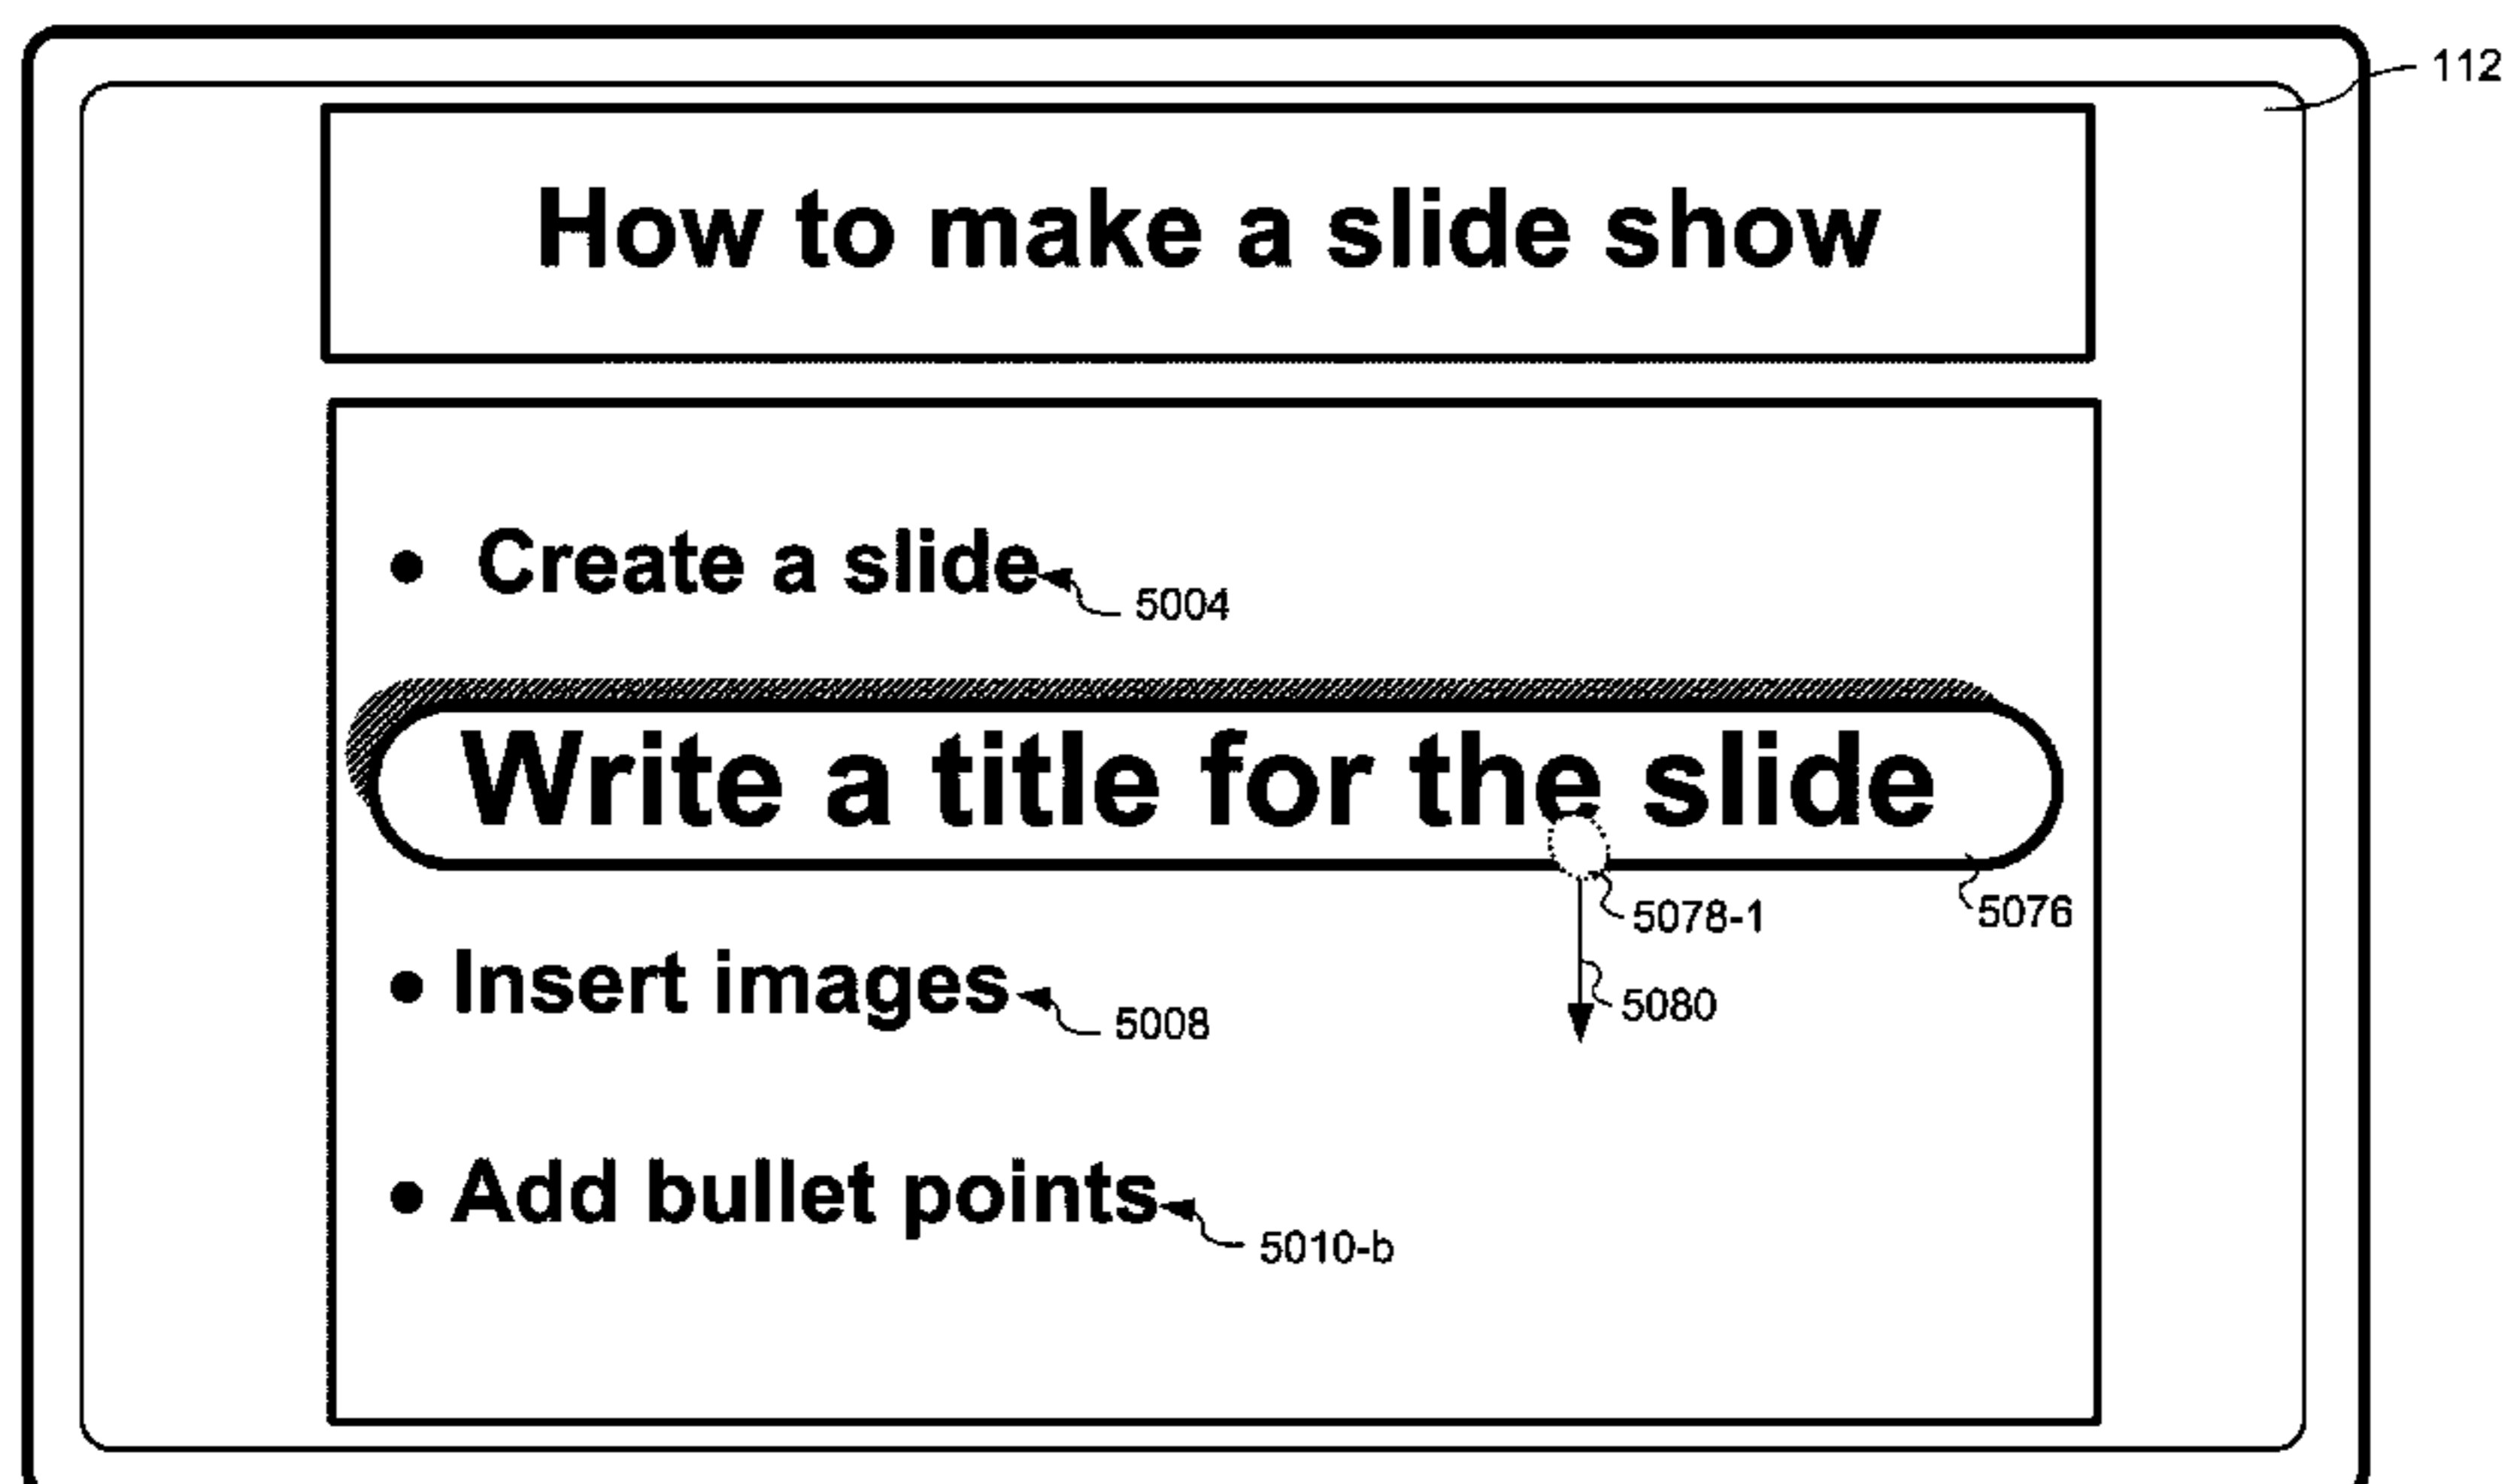 112
How to make a slide show
• Create a slide
5004
Write a title for the slide
5078-1
5076
• Insert images
5008
5080
• Add bullet points
5010-b